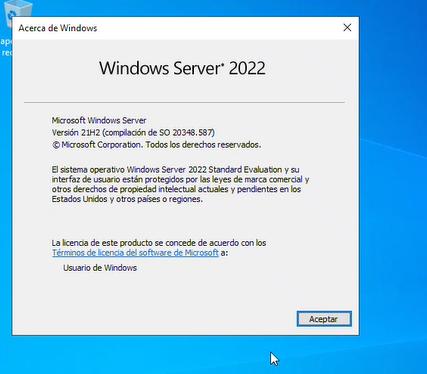 Acerca de Windows
Windows Server® 2022
Microsoft Windows Server
Versión 21H2 (compilación de SO 20348.587)
© Microsoft Corporation. Todos los derechos reservados.
El sistema operativo Windows Server 2022 Standard Evaluation y su
interfaz de usuario están protegidos por las leyes de marca comercial y
otros derechos de propiedad intelectual actuales y pendientes en los
Estados Unidos y otros países o regiones.
La licencia de este producto se concede de acuerdo con los
Términos de licencia del software de Microsoft a:
Usuario de Windows
Aceptar